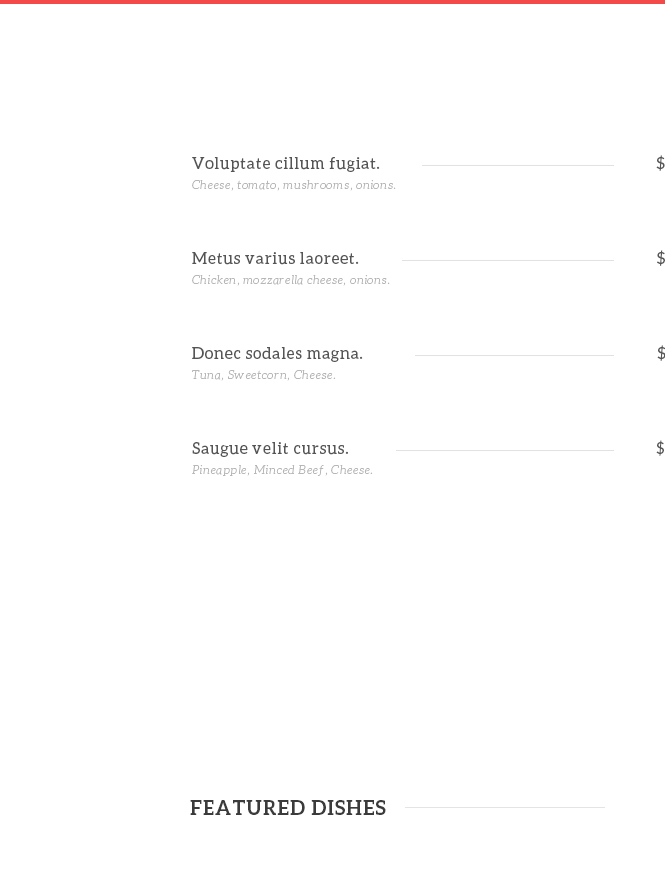 Voluptate cillum fugiat. $
Cheese, tomato, mushrooms, onions.
Metus varius laoreet. $
Chicken, mozzarella cheese, onions.
Donec sodales magna. $
Tuna, Sweetcorn, Cheese.
Saugue velit cursus. $
Pineapple, Minced Beef, Cheese.
FEATURED DISHES